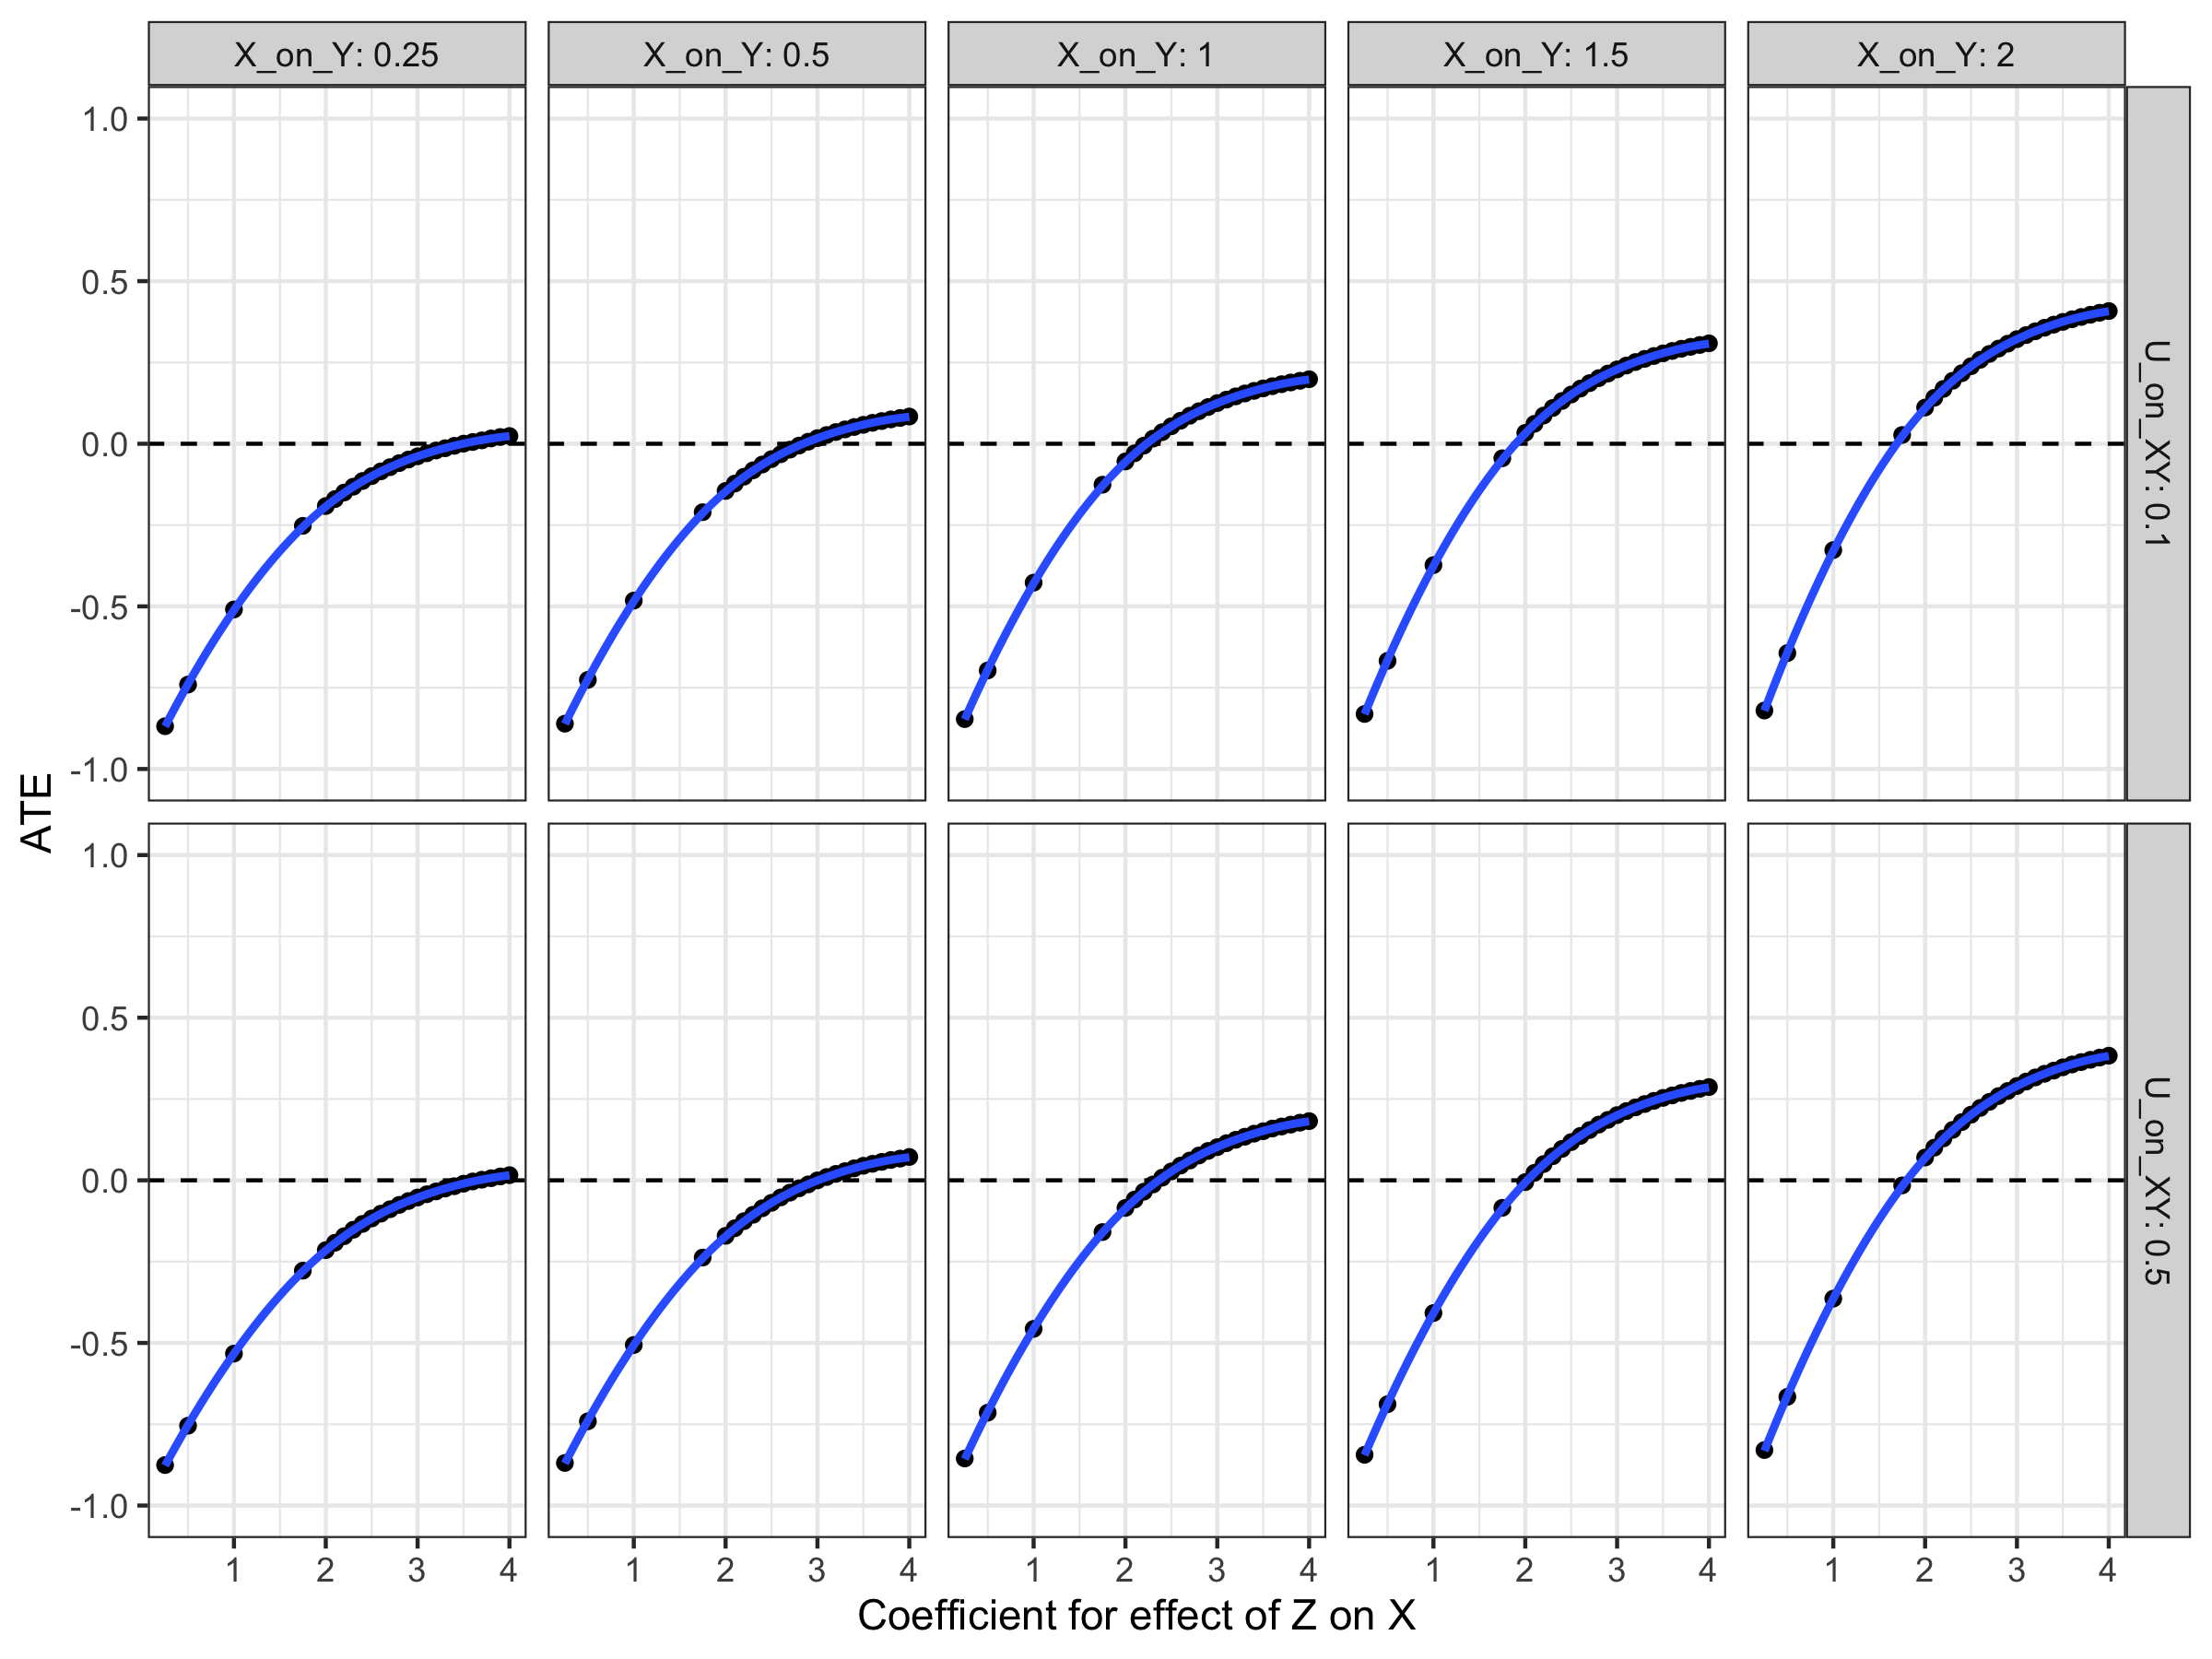 X_on_Y: 0.25
X_on_Y: 0.5
X_on_Y: 1
X_on_Y: 1.5
X_on_Y: 2
1.0
0.5
0.0
-0.5
-1.0
U_on_XY: 0.1
ATE
1.0
0.5
0.0
-0.5
-1.0
U_on_XY: 0.5
1 2 3 4
1 2 3 4
1 2 3 4
1 2 3 4
1 2 3 4
Coefficient for effect of Z on X